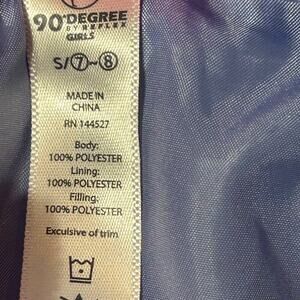 90°DEGREE
BY REFLEX
GIRLS
S/⑦~⑧
MADE IN
CHINA
RN 144527
Body:
100% POLYESTER
Lining:
100% POLYESTER
Filling:
100% POLYESTER
Exculsive of trim